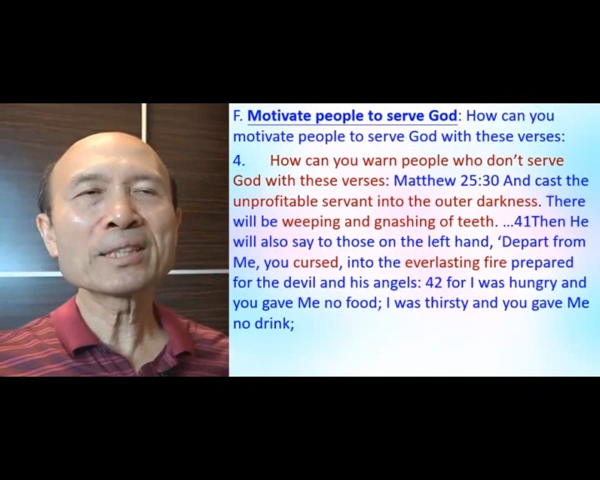 F. Motivate people to serve God: How can you
motivate people to serve God with these verses:
4. How can you warn people who don't serve
God with these verses: Matthew 25:30 And cast the
unprofitable servant into the outer darkness. There
will be weeping and gnashing of teeth. ...41Then He
will also say to those on the left hand, ‘Depart from
Me, you cursed, into the everlasting fire prepared
for the devil and his angels: 42 for I was hungry and
you gave Me no food; I was thirsty and you gave Me
no drink;